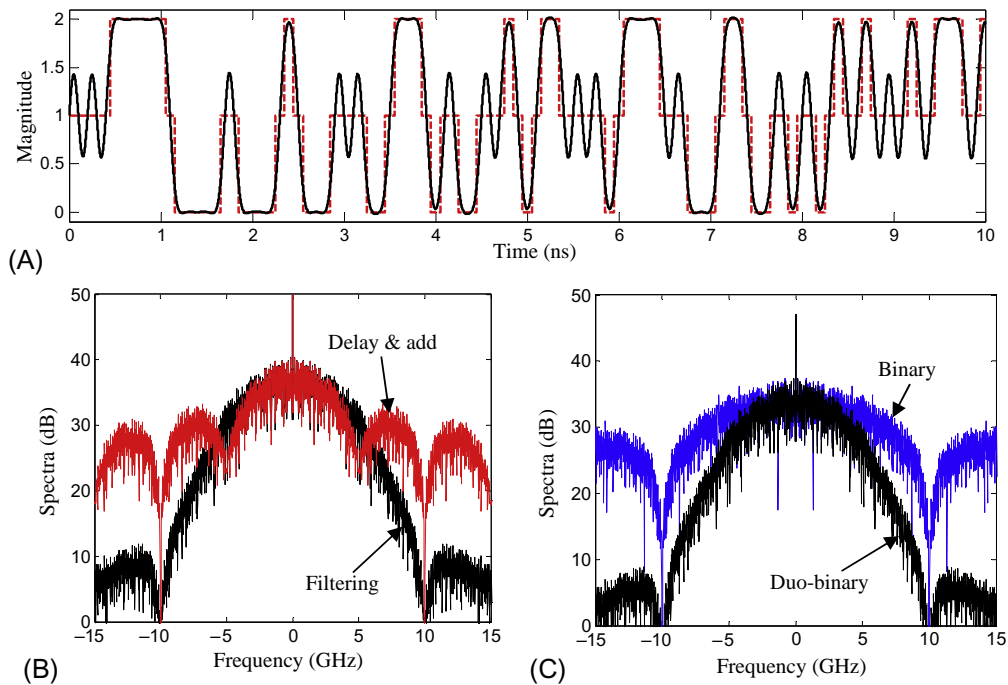 2
1.5
1
0.5
0
Magnitude
0 1 2 3 4 5 6 7 8 9 10
Time (ns)
(A)
50
40
30
20
10
0
Spectra (dB)
Delay & add
Filtering
−15 −10 −5 0 5 10 15
Frequency (GHz)
(B)
50
40
30
20
10
0
Spectra (dB)
Binary
Duo-binary
−15 −10 −5 0 5 10 15
Frequency (GHz)
(C)